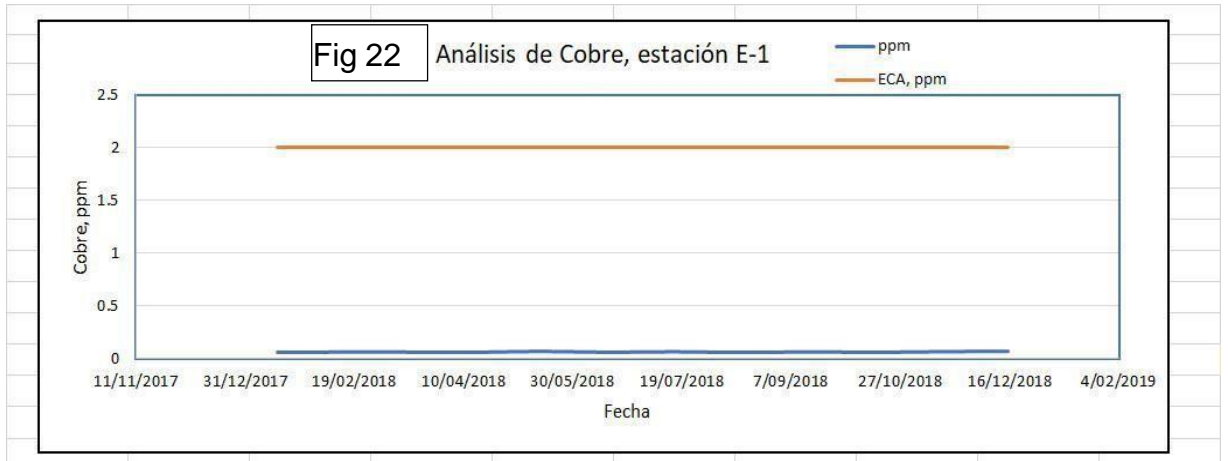 Fig 22 Análisis de Cobre, estación E-1
ppm
ECA, ppm
2.5
2
1.5
1
0.5
0
Cobre, ppm
11/11/2017 31/12/2017 19/02/2018 10/04/2018 30/05/2018 19/07/2018 7/09/2018 27/10/2018 16/12/2018 4/02/2019
Fecha